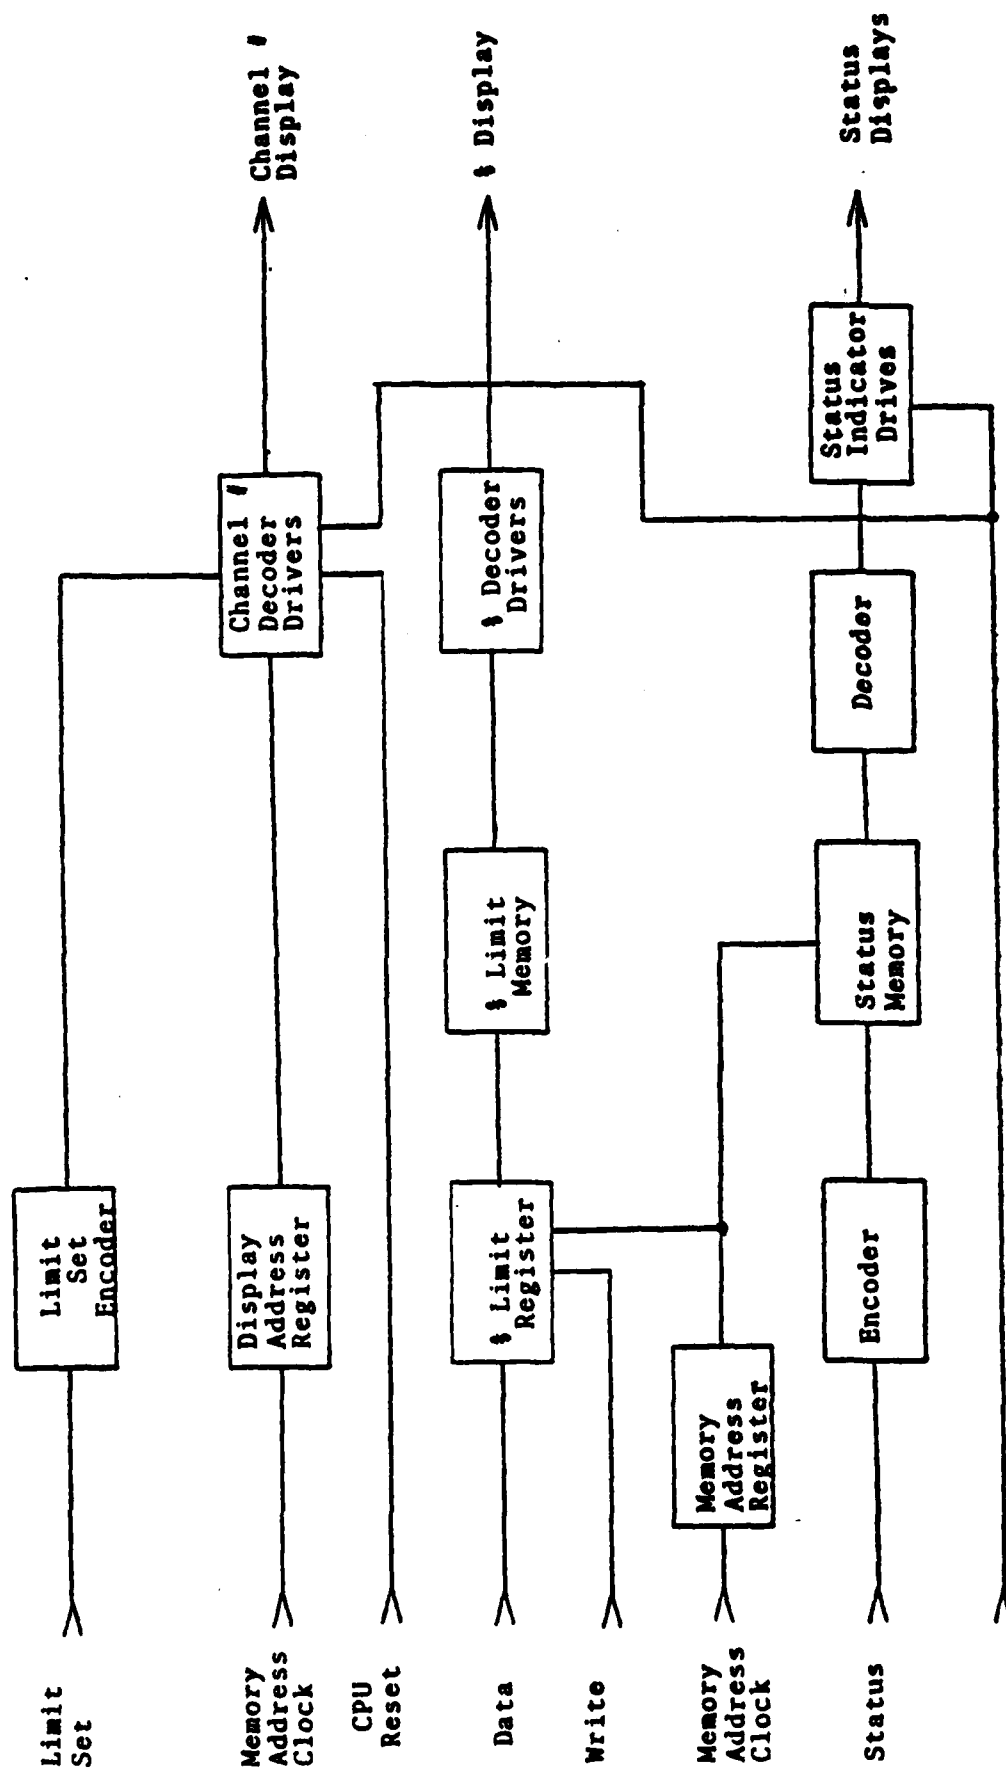 Limit
Set
Limit
Set
Encoder
Memory
Address
Clock
Display
Address
Register
Channel #
Decoder
Drivers
Channel #
Display
CPU
Reset
Data
% Limit
Register
% Limit
Memory
% Decoder
Drivers
% Display
Write
Memory
Address
Clock
Memory
Address
Register
Status
Encoder
Status
Memory
Decoder
Status
Indicator
Drives
Status
Displays